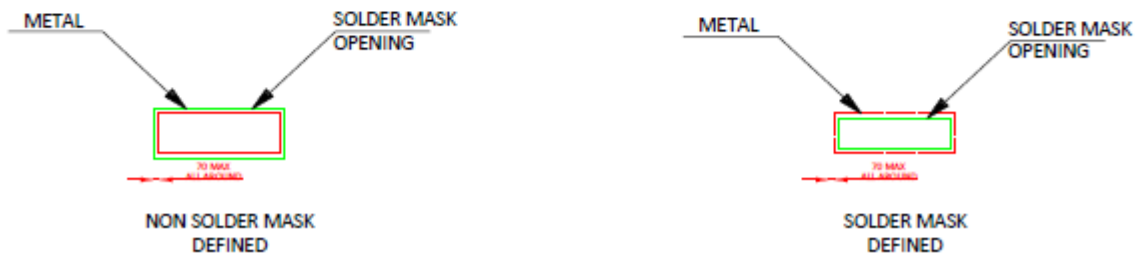 METAL
SOLDER MASK
OPENING
70 MAX
ALL AROUND
NON SOLDER MASK
DEFINED
METAL
SOLDER MASK
OPENING
70 MAX
ALL AROUND
SOLDER MASK
DEFINED